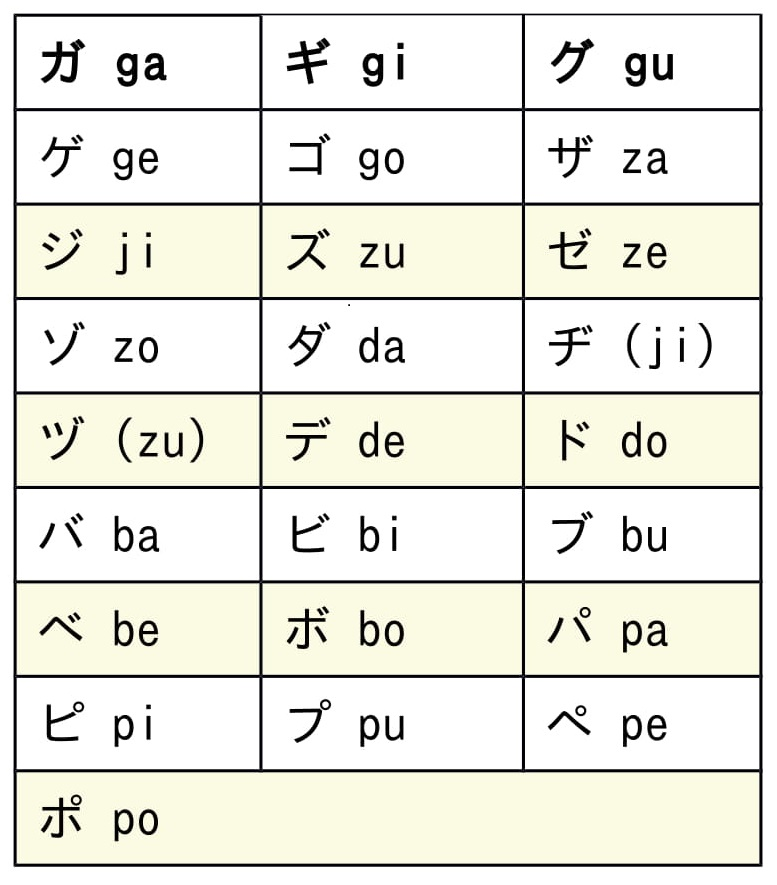 ガ ga ギ gi グ gu
ゲ ge ゴ go ザ za
ジ ji ズ zu ゼ ze
ゾ zo ダ da ヂ (ji)
ヅ (zu) デ de ド do
バ ba ビ bi ブ bu
ベ be ボ bo パ pa
ピ pi プ pu ペ pe
ポ po